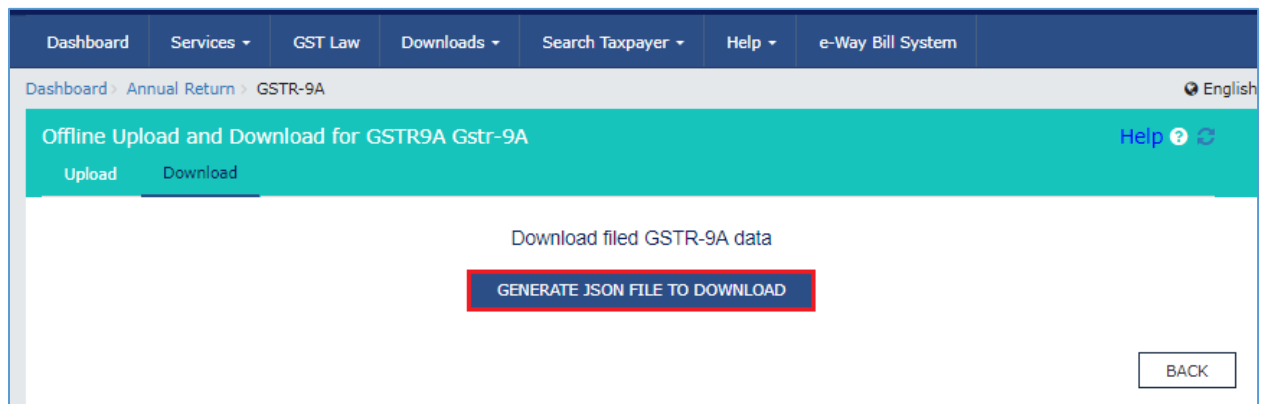 Dashboard Services GST Law Downloads Search Taxpayer Help e-Way Bill System
Dashboard > Annual Return > GSTR-9A English
Offline Upload and Download for GSTR9A Gstr-9A Help ?
Upload Download
Download filed GSTR-9A data
GENERATE JSON FILE TO DOWNLOAD
BACK